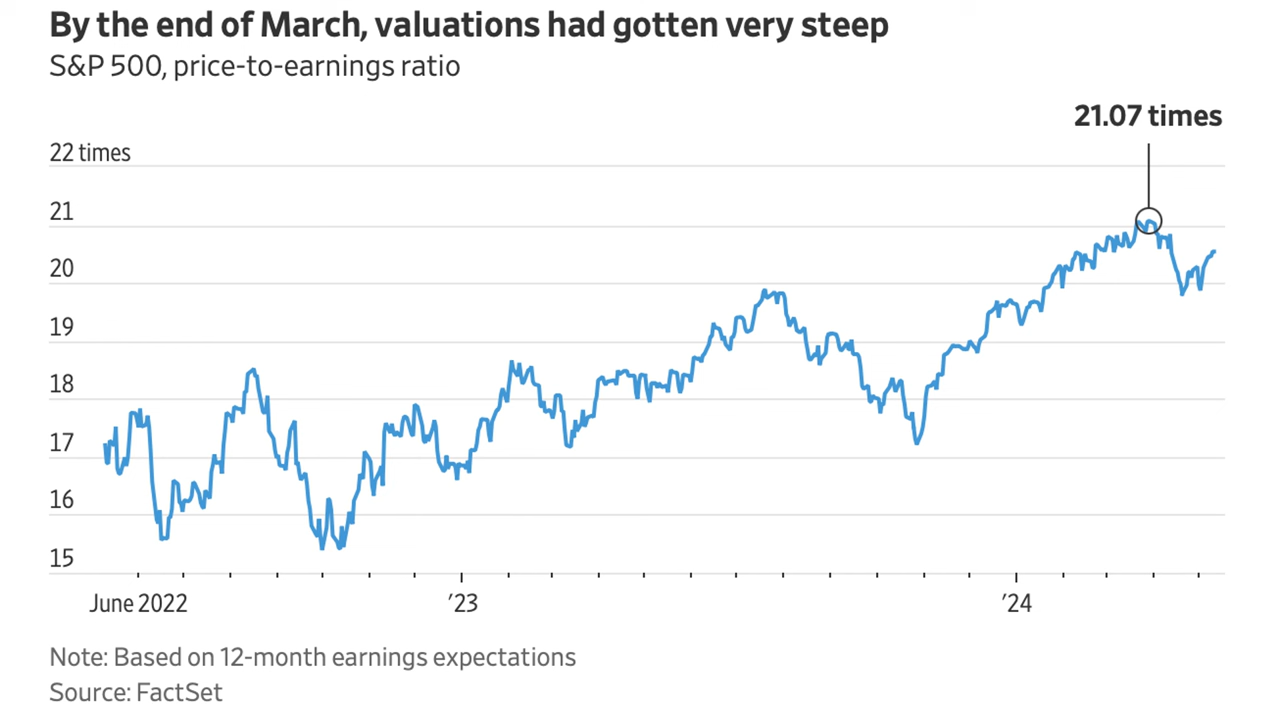 By the end of March, valuations had gotten very steep
S&P 500, price-to-earnings ratio
21.07 times
22 times
21
20
19
18
17
16
15
June 2022
’23
’24
Note: Based on 12-month earnings expectations
Source: FactSet